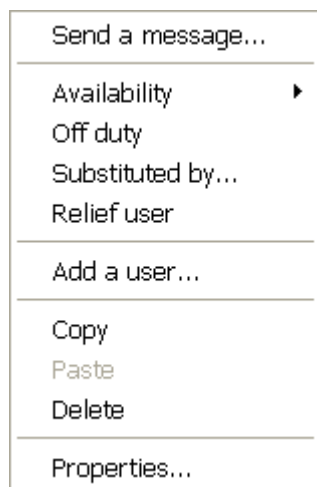 Send a message...
Availability
Off duty
Substituted by...
Relief user
Add a user...
Copy
Paste
Delete
Properties...